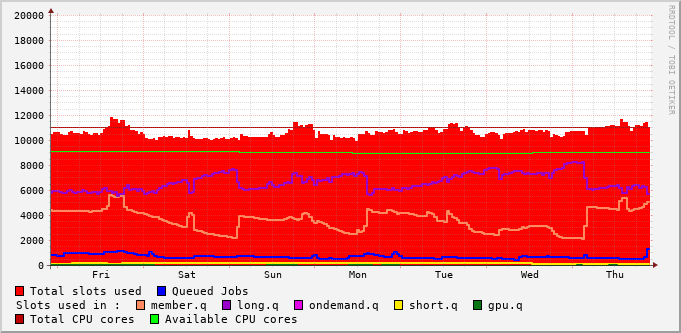 RRDTOOL / TOBI OETIKER
20000
18000
16000
14000
12000
10000
8000
6000
4000
2000
0
Fri Sat Sun Mon Tue Wed Thu
Total slots used Queued Jobs
Slots used in : member.q long.q ondemand.q short.q gpu.q
Total CPU cores Available CPU cores